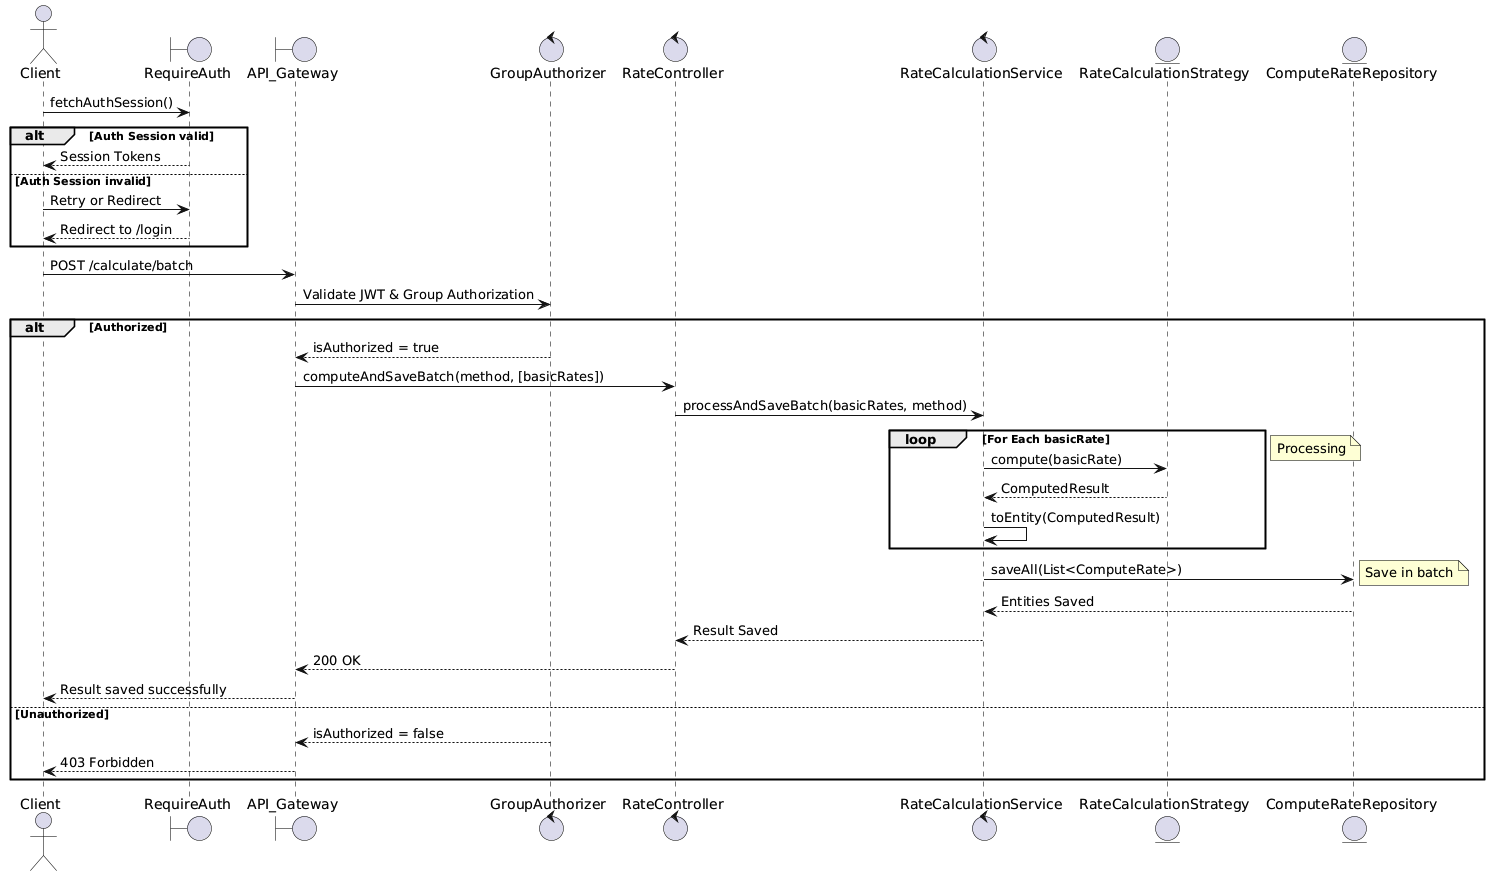 Client
RequireAuth
API_Gateway
GroupAuthorizer
RateController
RateCalculationService
RateCalculationStrategy
ComputeRateRepository
fetchAuthSession()
alt
[Auth Session valid]
Session Tokens
[Auth Session invalid]
Retry or Redirect
Redirect to /login
POST /calculate/batch
Validate JWT & Group Authorization
alt
[Authorized]
isAuthorized = true
computeAndSaveBatch(method, [basicRates])
processAndSaveBatch(basicRates, method)
loop
[For Each basicRate]
Processing
compute(basicRate)
ComputedResult
toEntity(ComputedResult)
saveAll(List<ComputeRate>)
Save in batch
Entities Saved
Result Saved
200 OK
Result saved successfully
[Unauthorized]
isAuthorized = false
403 Forbidden
Client
RequireAuth
API_Gateway
GroupAuthorizer
RateController
RateCalculationService
RateCalculationStrategy
ComputeRateRepository